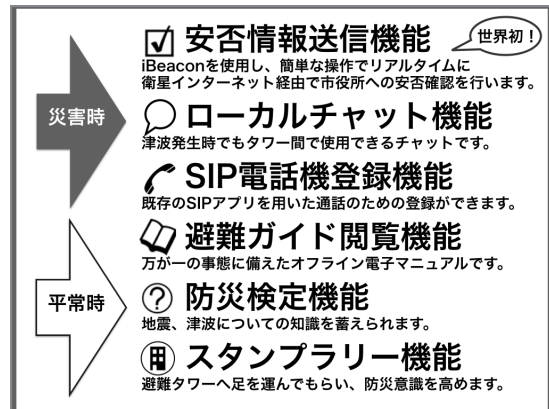 安否情報送信機能
世界初！
iBeaconを使用し、簡単な操作でリアルタイムに
衛星インターネット経由で市役所への安否確認を行います。
災害時
ローカルチャット機能
津波発生時でもタワー間で使用できるチャットです。
SIP電話機登録機能
既存のSIPアプリを用いた通話のための登録ができます。
避難ガイド閲覧機能
万が一の事態に備えたオフライン電子マニュアルです。
平常時
防災検定機能
地震、津波についての知識を蓄えられます。
スタンプラリー機能
避難タワーへ足を運んでもらい、防災意識を高めます。